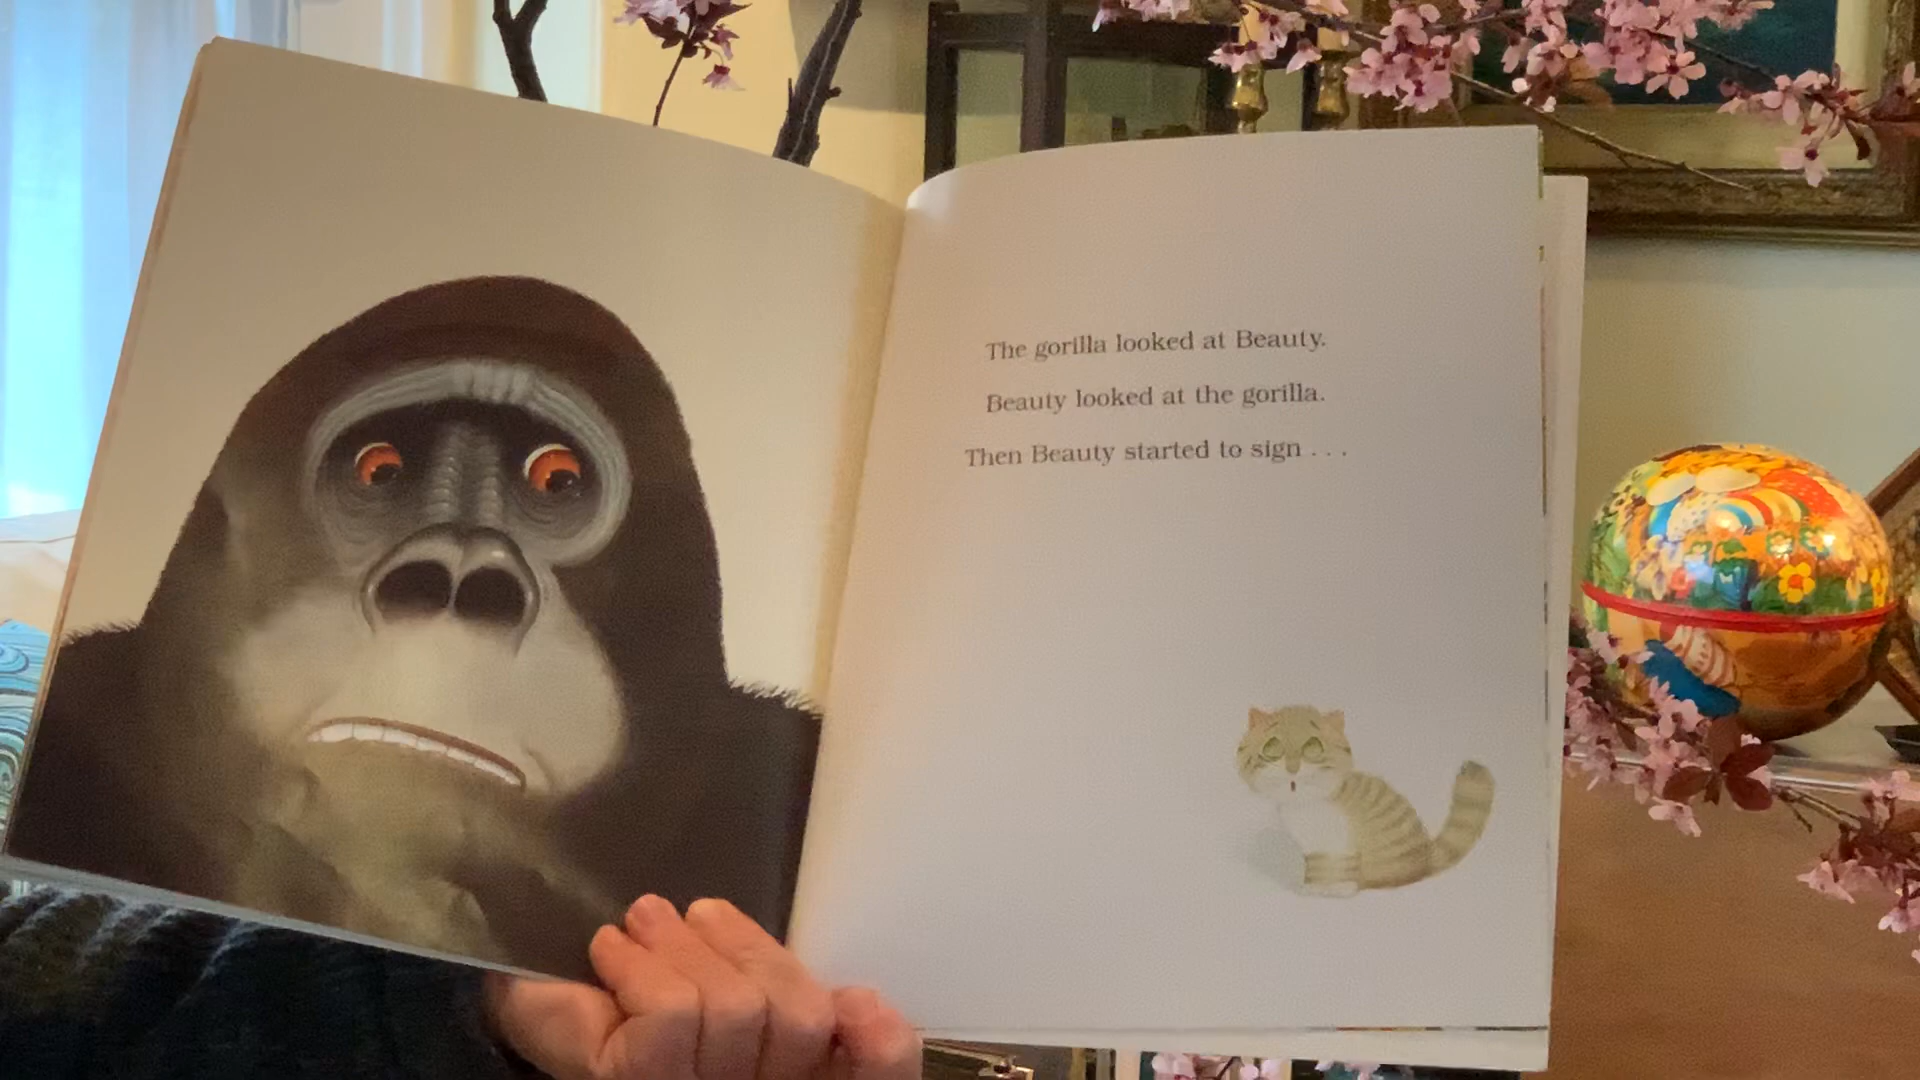 The gorilla looked at Beauty.
Beauty looked at the gorilla.
Then Beauty started to sign . . .